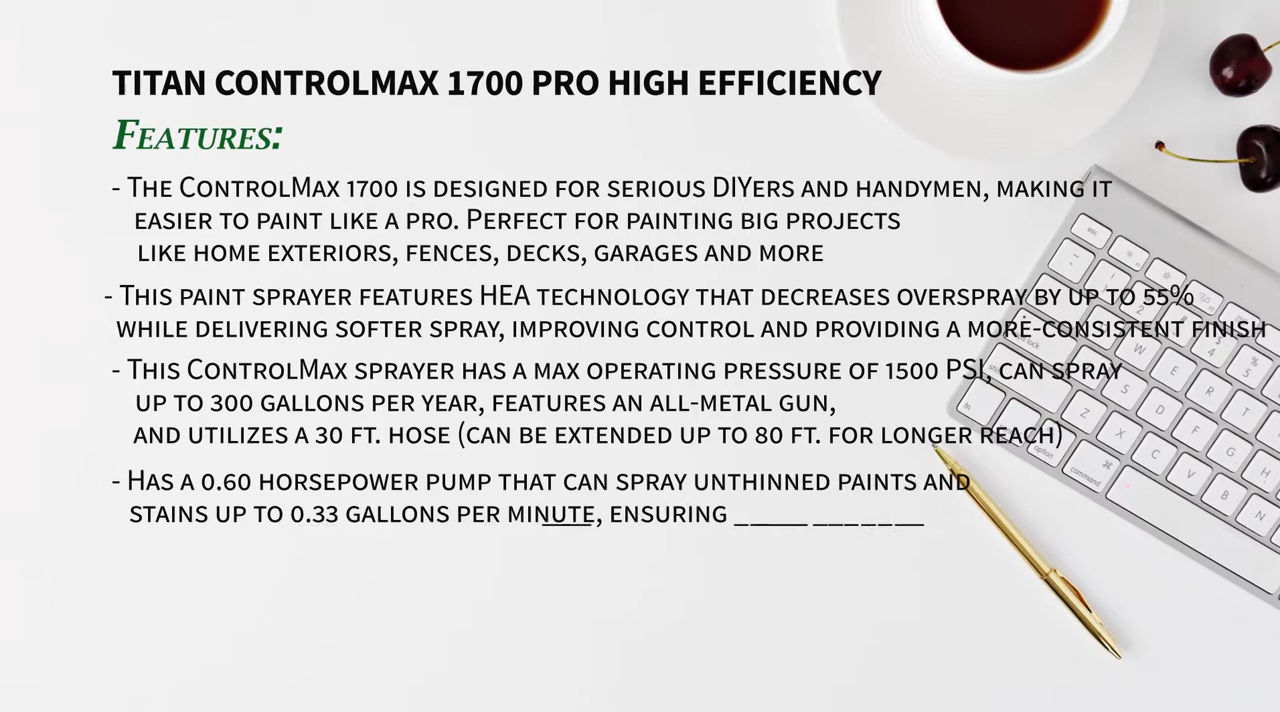 TITAN CONTROLMAX 1700 PRO HIGH EFFICIENCY
FEATURES:
- THE CONTROLMAX 1700 IS DESIGNED FOR SERIOUS DIYERS AND HANDYMEN, MAKING IT
EASIER TO PAINT LIKE A PRO. PERFECT FOR PAINTING BIG PROJECTS
LIKE HOME EXTERIORS, FENCES, DECKS, GARAGES AND MORE
- THIS PAINT SPRAYER FEATURES HEA TECHNOLOGY THAT DECREASES OVERSPRAY BY UP TO 55%
WHILE DELIVERING SOFTER SPRAY, IMPROVING CONTROL AND PROVIDING A MORE-CONSISTENT FINISH
- THIS CONTROLMAX SPRAYER HAS A MAX OPERATING PRESSURE OF 1500 PSI, CAN SPRAY
UP TO 300 GALLONS PER YEAR, FEATURES AN ALL-METAL GUN,
AND UTILIZES A 30 FT. HOSE (CAN BE EXTENDED UP TO 80 FT. FOR LONGER REACH)
- HAS A 0.60 HORSEPOWER PUMP THAT CAN SPRAY UNTHINNED PAINTS AND
STAINS UP TO 0.33 GALLONS PER MINUTE, ENSURING